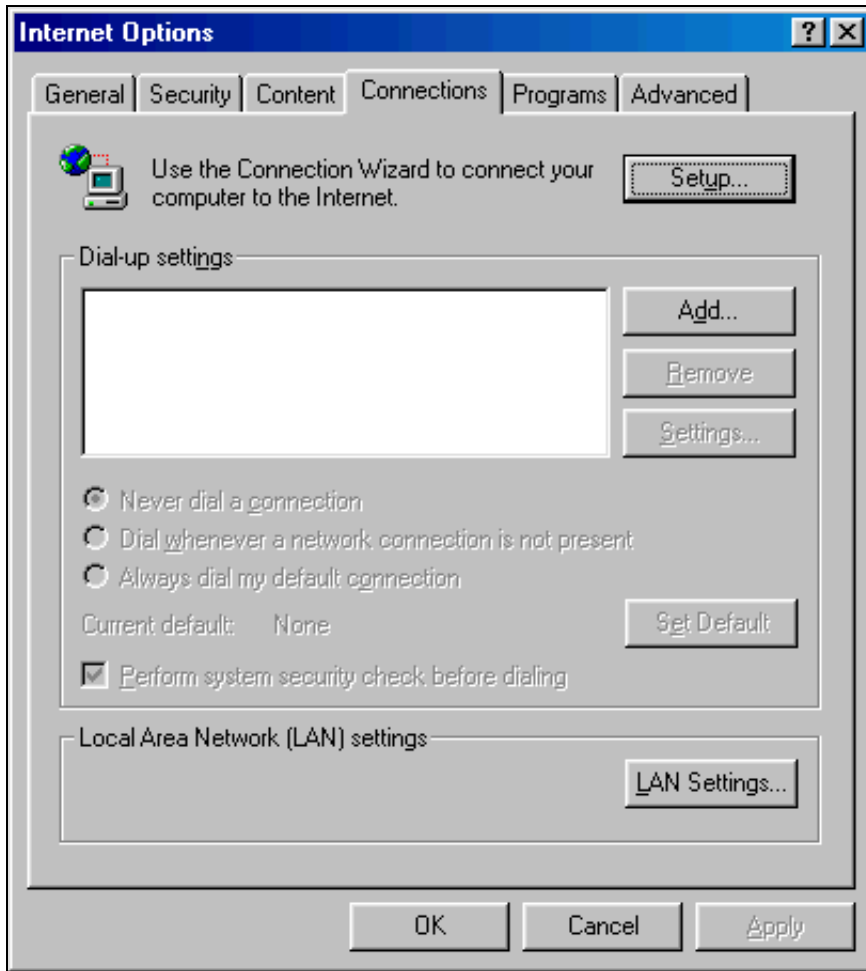 Internet Options
General Security Content Connections Programs Advanced
Use the Connection Wizard to connect your
computer to the Internet.
Setup...
Dial-up settings
Add...
Remove
Settings...
Never dial a connection
Dial whenever a network connection is not present
Always dial my default connection
Current default: None
Set Default
Perform system security check before dialing
Local Area Network (LAN) settings
LAN Settings...
OK Cancel Apply